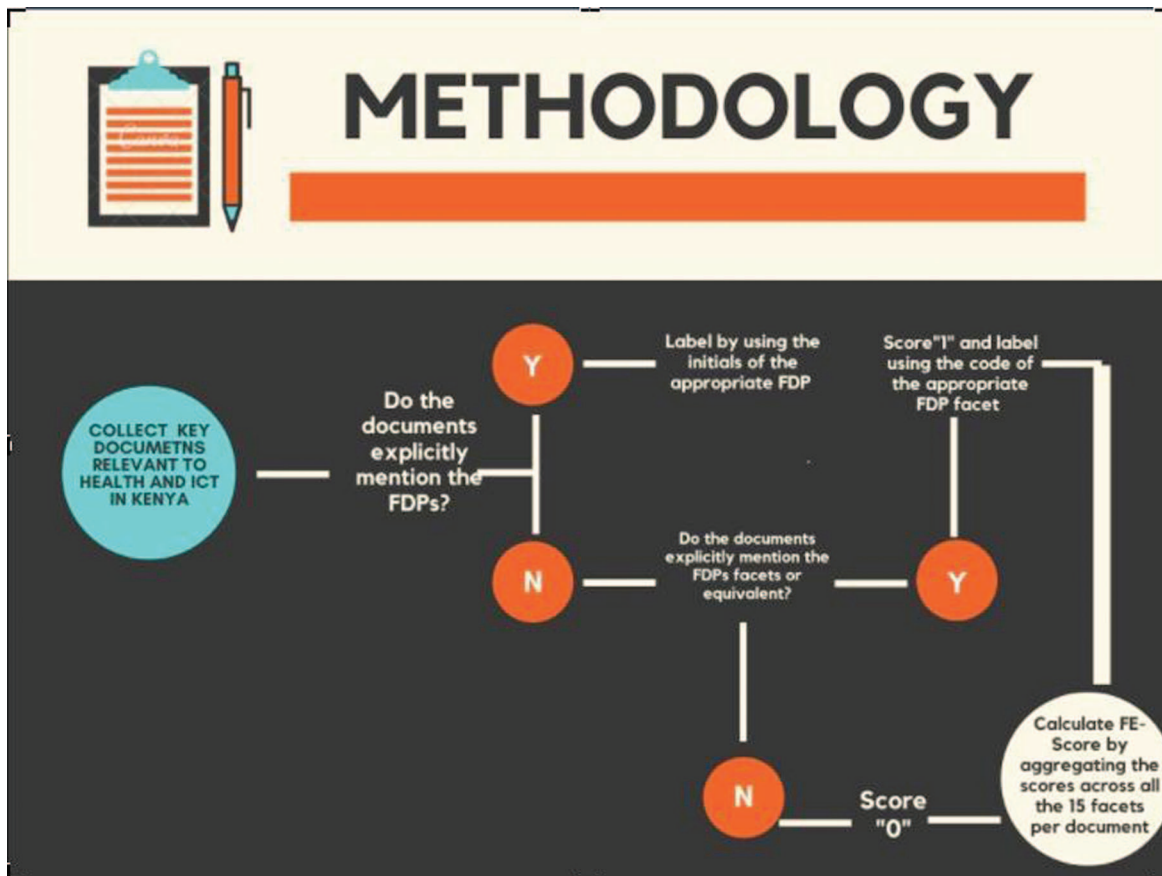 METHODOLOGY
Canva
COLLECT KEY
DOCUMETNS
RELEVANT TO
HEALTH AND ICT
IN KENYA
Do the
documents
explicitly
mention the
FDPs?
Y
Label by using the
initials of the
appropriate FDP
N
Do the documents
explicitly mention the
FDPs facets or
equivalent?
Y
Score"1" and label
using the code of
the appropriate
FDP facet
N
Score
"0"
Calculate FE-
Score by
aggregating the
scores across all
the 15 facets
per document